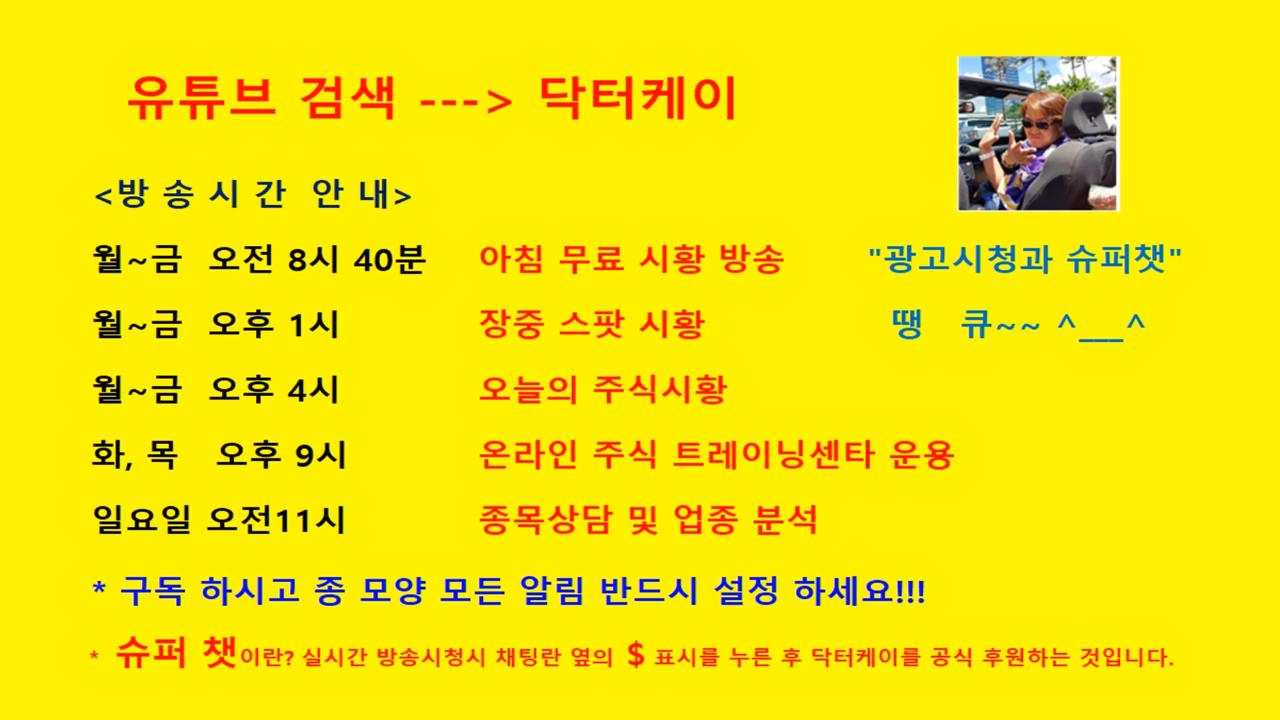 유튜브 검색 ---> 닥터케이
<방 송 시 간 안 내>
월~금 오전 8시 40분 아침 무료 시황 방송 "광고시청과 슈퍼챗"
월~금 오후 1시 장중 스팟 시황 땡 큐~~ ^___^
월~금 오후 4시 오늘의 주식시황
화, 목 오후 9시 온라인 주식 트레이닝센타 운용
일요일 오전11시 종목상담 및 업종 분석
* 구독 하시고 종 모양 모든 알림 반드시 설정 하세요!!!
* 슈퍼 챗이란? 실시간 방송시청시 채팅란 옆의 $ 표시를 누른 후 닥터케이를 공식 후원하는 것입니다.